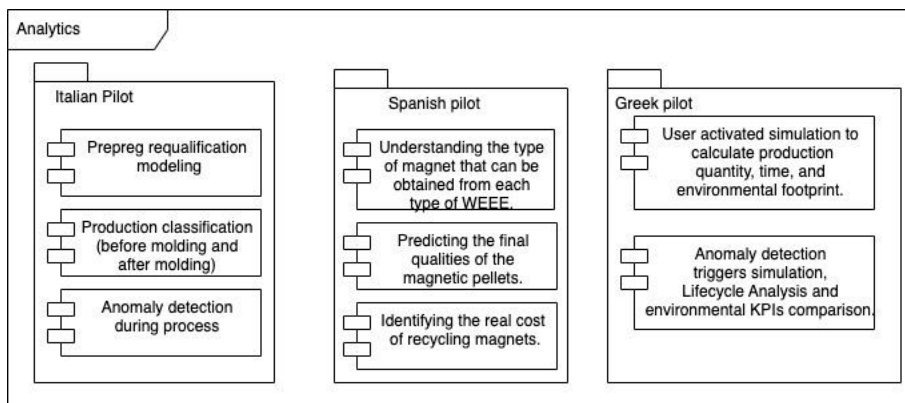 Analytics
Italian Pilot
Prepreg requalification
modeling
Production classification
(before molding and
after molding)
Anomaly detection
during process
Spanish pilot
Understanding the type
of magnet that can be
obtained from each
type of WEEE.
Predicting the final
qualities of the
magnetic pellets.
Identifying the real cost
of recycling magnets.
Greek pilot
User activated simulation to
calculate production
quantity, time, and
environmental footprint.
Anomaly detection
triggers simulation,
Lifecycle Analysis and
environmental KPIs comparison.